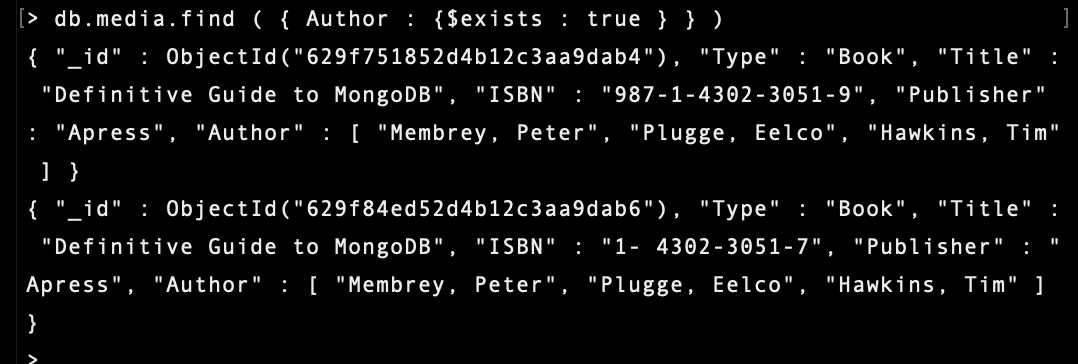 [> db.media.find ( { Author : {$exists : true } } ) ]
{ "_id" : ObjectId("629f751852d4b12c3aa9dab4"), "Type" : "Book", "Title" :
"Definitive Guide to MongoDB", "ISBN" : "987-1-4302-3051-9", "Publisher"
: "Apress", "Author" : [ "Membrey, Peter", "Plugge, Eelco", "Hawkins, Tim"
] }
{ "_id" : ObjectId("629f84ed52d4b12c3aa9dab6"), "Type" : "Book", "Title" :
"Definitive Guide to MongoDB", "ISBN" : "1- 4302-3051-7", "Publisher" : "
Apress", "Author" : [ "Membrey, Peter", "Plugge, Eelco", "Hawkins, Tim" ]
}
>